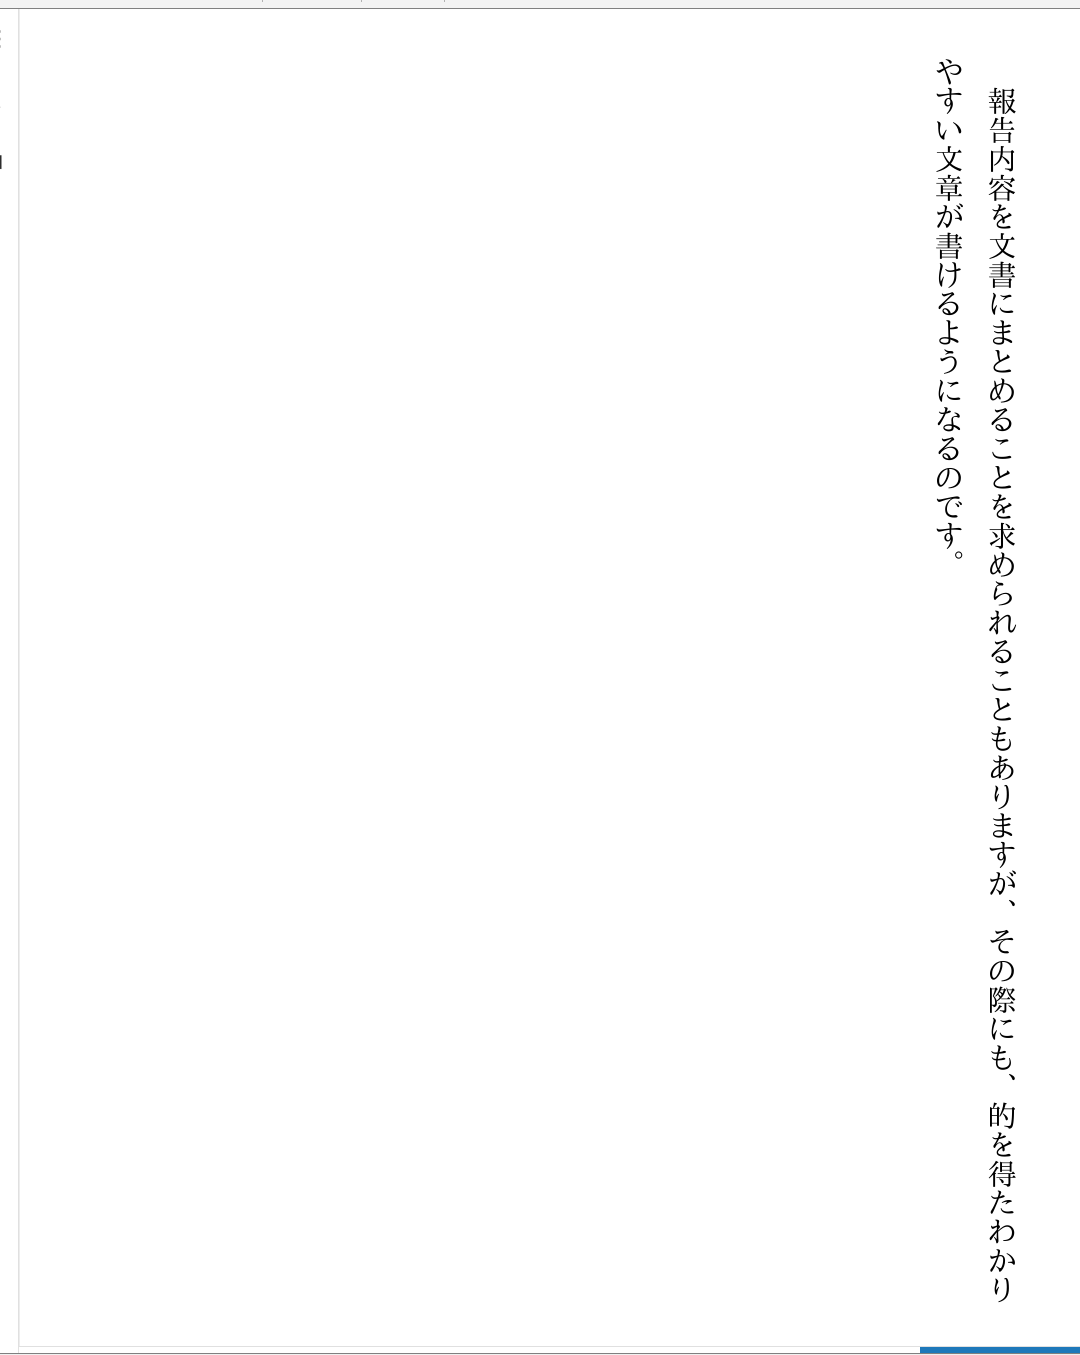 報告内容を文書にまとめることを求められることもありますが、その際にも、的を得たわかり
やすい文章が書けるようになるのです。